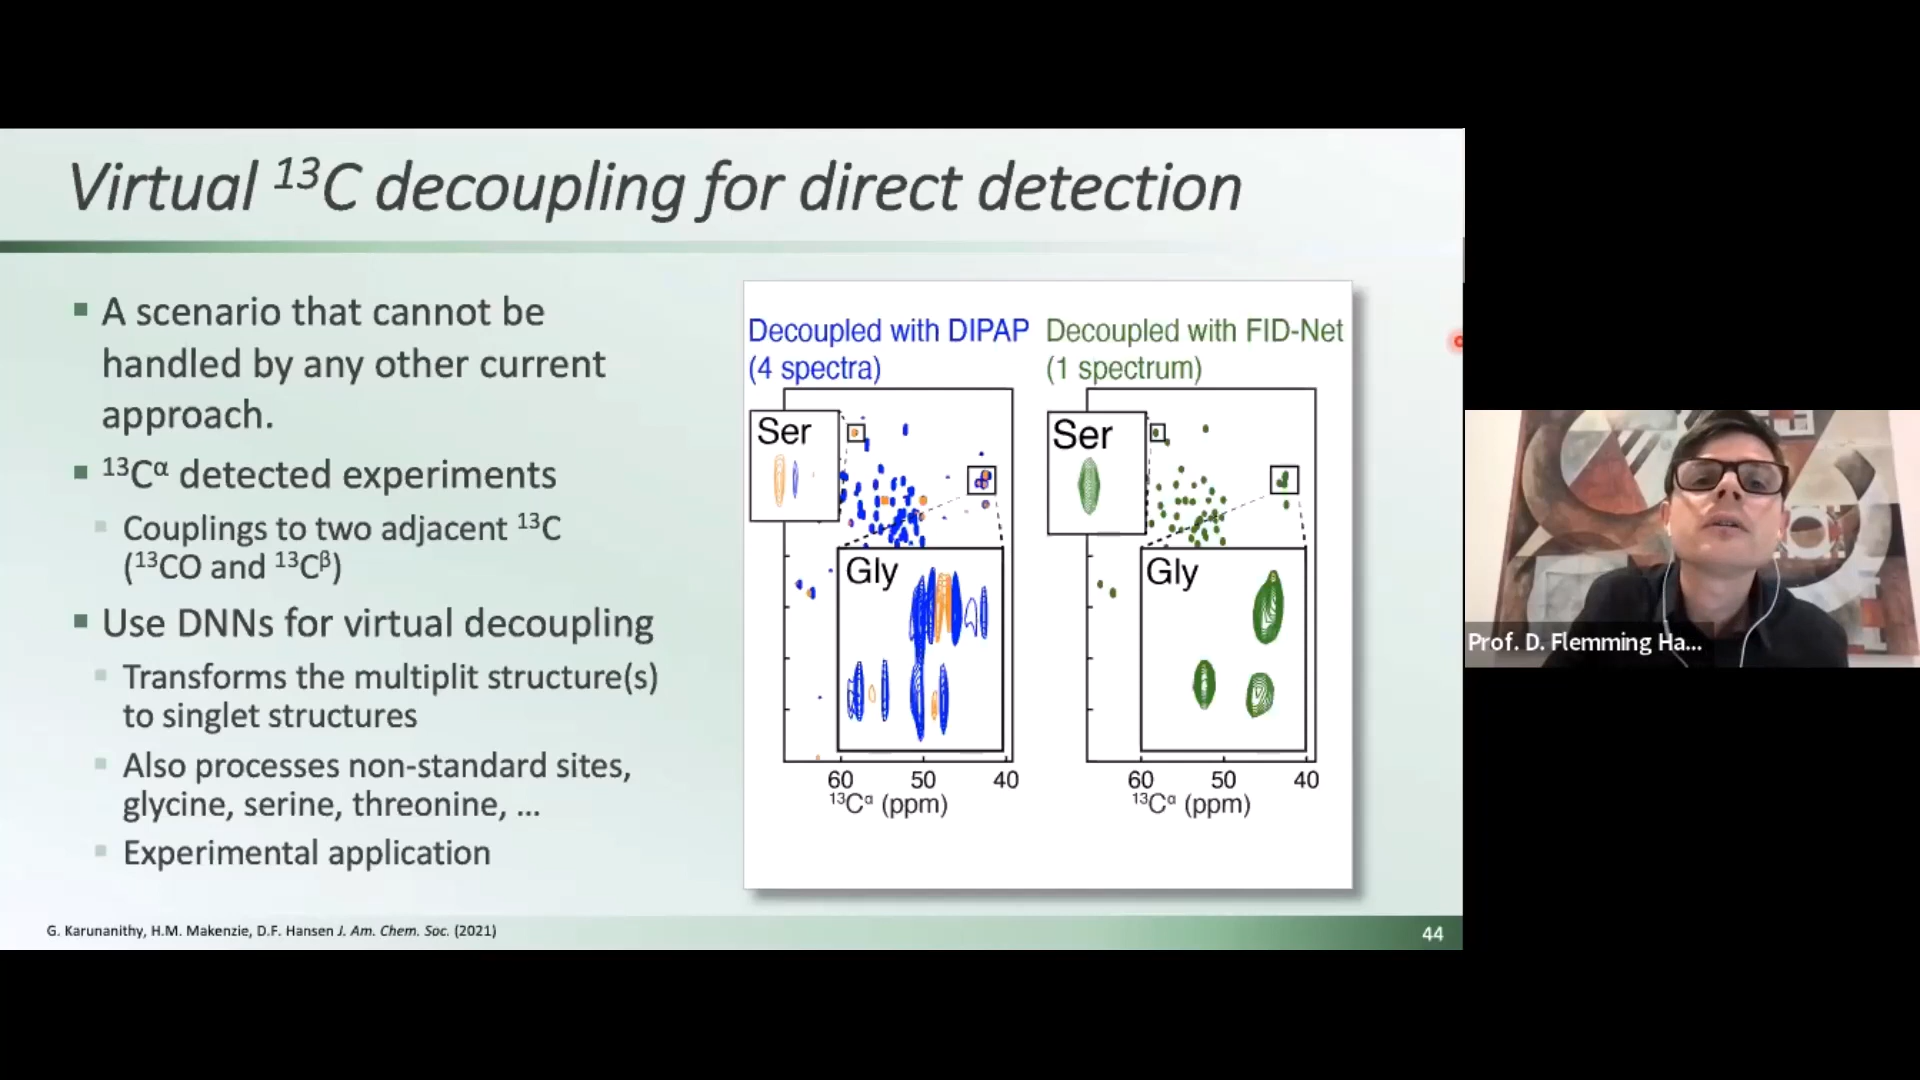 Virtual ¹³C decoupling for direct detection
A scenario that cannot be
handled by any other current
approach.
¹³Cᵅ detected experiments
Couplings to two adjacent ¹³C
(¹³CO and ¹³Cᵝ)
Use DNNs for virtual decoupling
Transforms the multiplit structure(s)
to singlet structures
Also processes non-standard sites,
glycine, serine, threonine, ...
Experimental application
Decoupled with DIPAP
(4 spectra)
Ser
Gly
60 50 40
¹³Cᵅ (ppm)
Decoupled with FID-Net
(1 spectrum)
Ser
Gly
60 50 40
¹³Cᵅ (ppm)
G. Karunanithy, H.M. Makenzie, D.F. Hansen J. Am. Chem. Soc. (2021)
44
Prof. D. Flemming Ha...